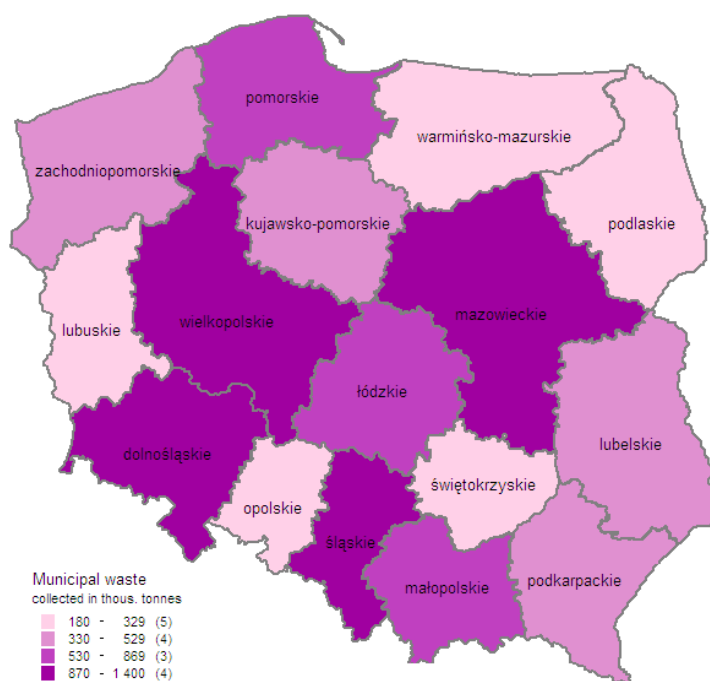 pomorskie
warmińsko-mazurskie
zachodniopomorskie
kujawsko-pomorskie
podlaskie
wielkopolskie
mazowieckie
lubuskie
łódzkie
lubelskie
dolnośląskie
świętokrzyskie
opolskie
śląskie
małopolskie
podkarpackie
Municipal waste
collected in thous. tonnes
180 - 329 (5)
330 - 529 (4)
530 - 869 (3)
870 - 1 400 (4)